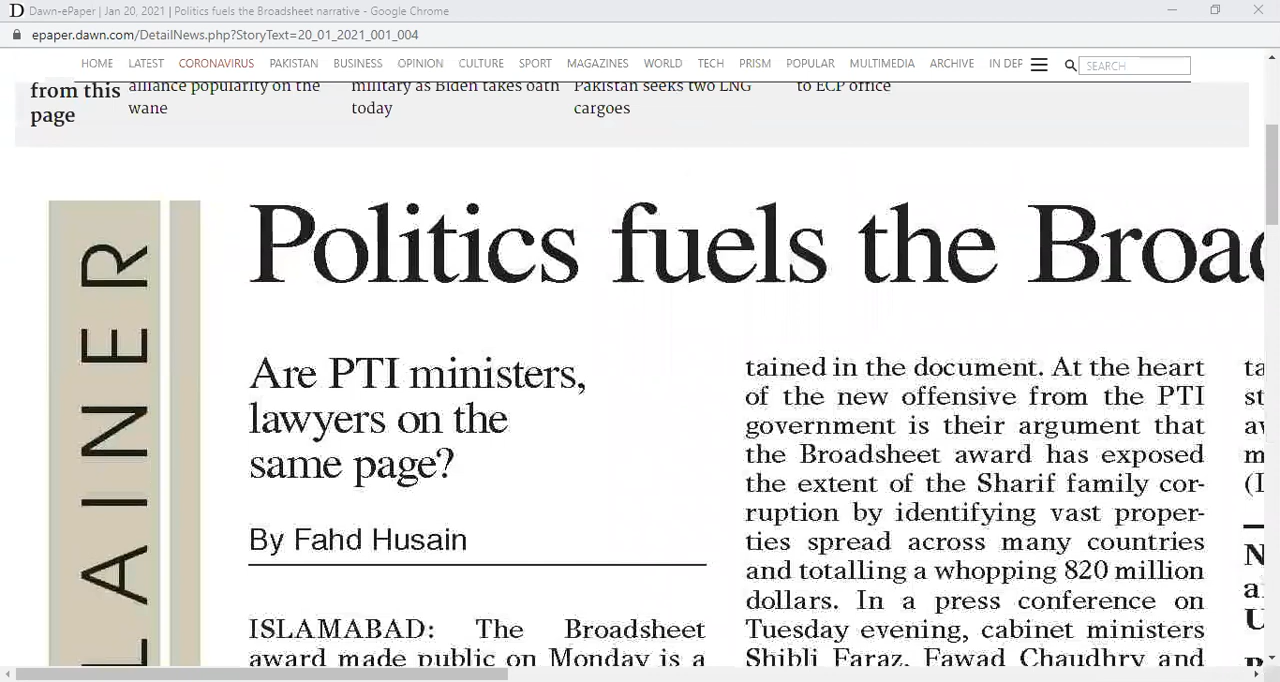 Dawn-ePaper | Jan 20, 2021 | Politics fuels the Broadsheet narrative - Google Chrome
epaper.dawn.com/DetailNews.php?StoryText=20_01_2021_001_004
HOME LATEST CORONAVIRUS PAKISTAN BUSINESS OPINION CULTURE SPORT MAGAZINES WORLD TECH PRISM POPULAR MULTIMEDIA ARCHIVE IN DEP
SEARCH
from this
page
alliance popularity on the
wane
military as Biden takes oath
today
Pakistan seeks two LNG
cargoes
to ECP office
LAINER
Politics fuels the Broad
Are PTI ministers,
lawyers on the
same page?
By Fahd Husain
ISLAMABAD: The Broadsheet
award made public on Monday is a
tained in the document. At the heart
of the new offensive from the PTI
government is their argument that
the Broadsheet award has exposed
the extent of the Sharif family cor-
ruption by identifying vast proper-
ties spread across many countries
and totalling a whopping 820 million
dollars. In a press conference on
Tuesday evening, cabinet ministers
Shibli Faraz, Fawad Chaudhry and
ta
st
m